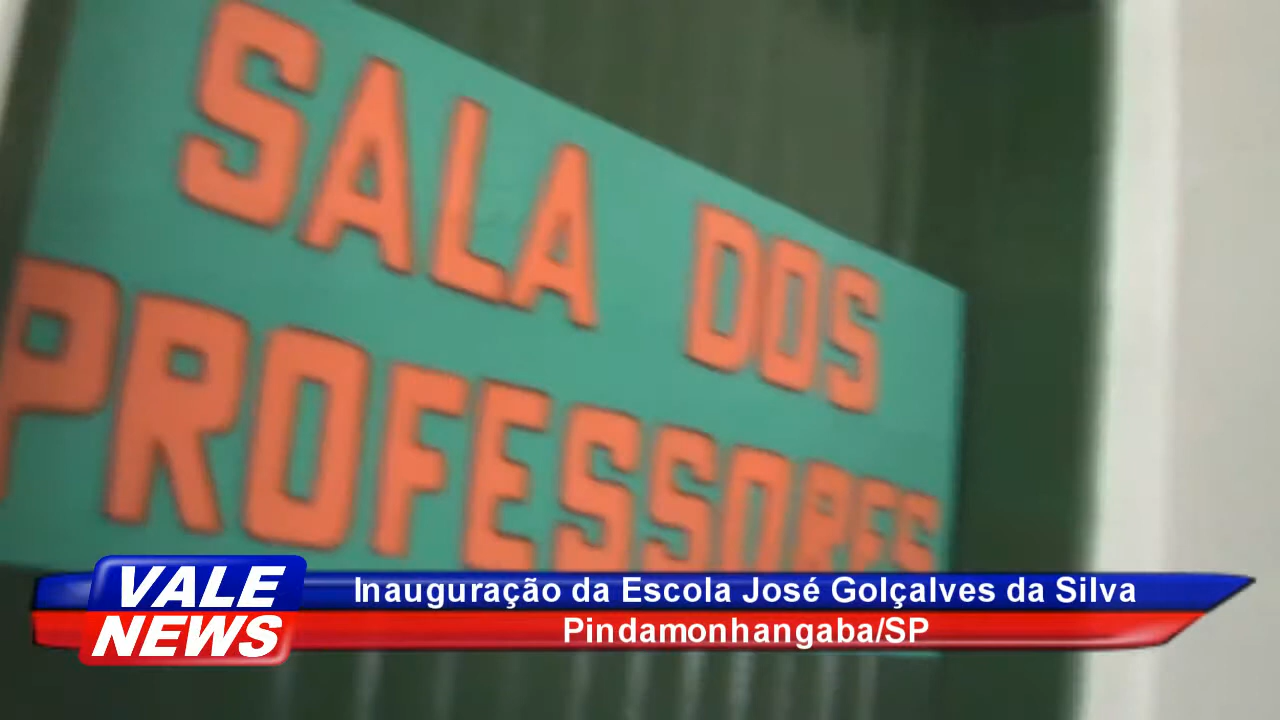 SALA DOS
PROFESSORES
VALE
NEWS
Inauguração da Escola José Golçalves da Silva
Pindamonhangaba/SP